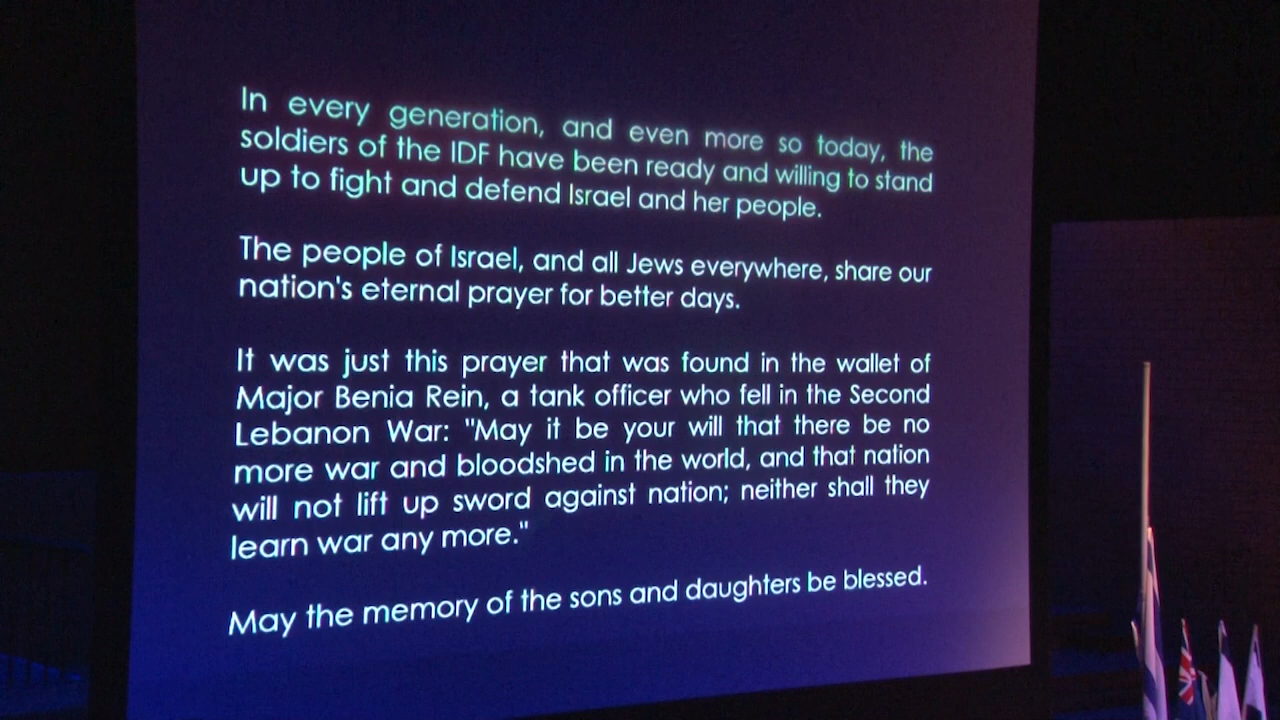 In every generation, and even more so today, the
soldiers of the IDF have been ready and willing to stand
up to fight and defend Israel and her people.
The people of Israel, and all Jews everywhere, share our
nation's eternal prayer for better days.
It was just this prayer that was found in the wallet of
Major Benia Rein, a tank officer who fell in the Second
Lebanon War: "May it be your will that there be no
more war and bloodshed in the world, and that nation
will not lift up sword against nation; neither shall they
learn war any more."
May the memory of the sons and daughters be blessed.